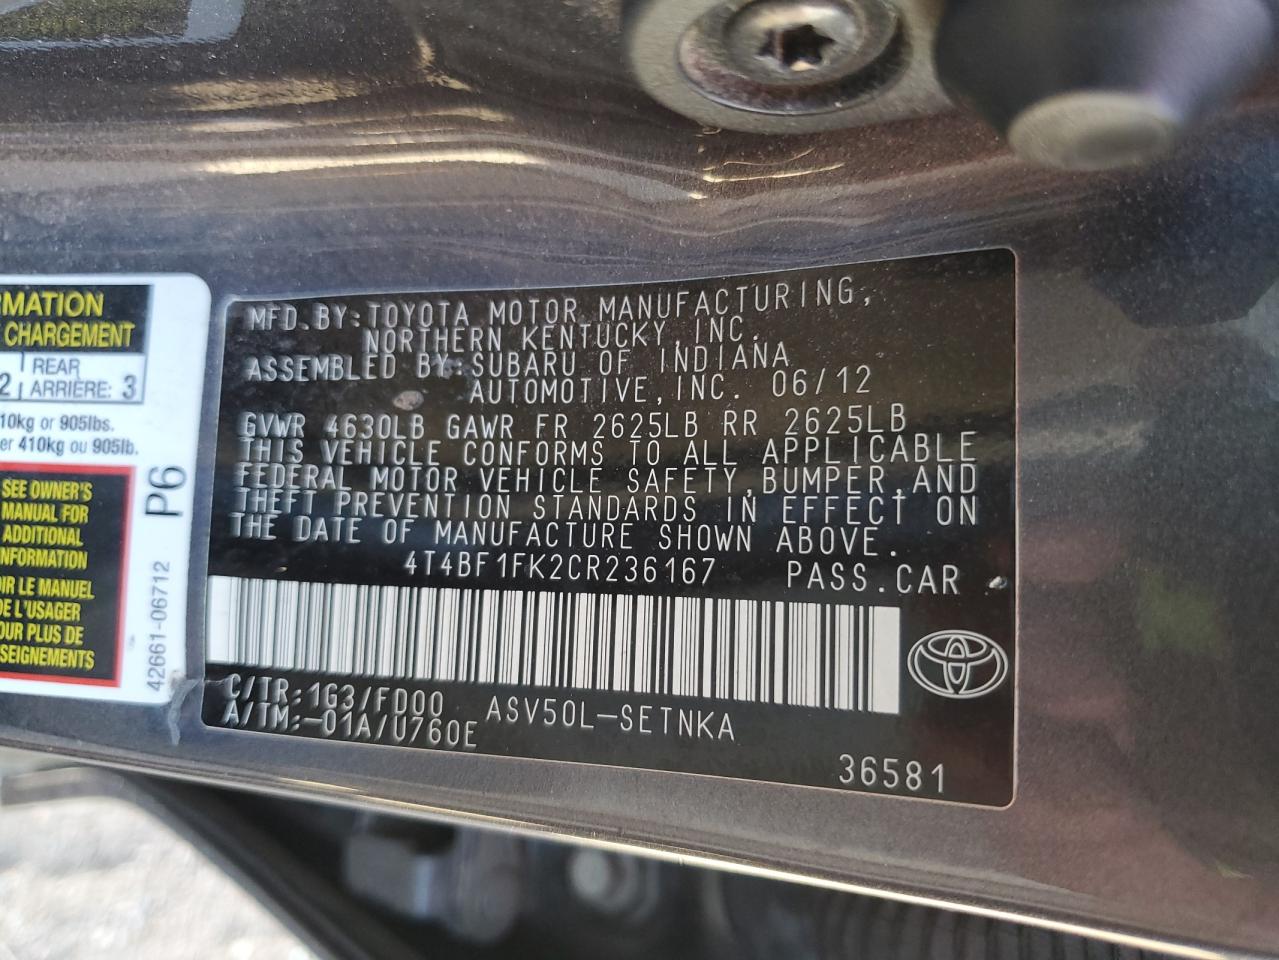 RMATION
CHARGEMENT
2 REAR
ARRIÈRE: 3
10kg or 905lbs.
er 410kg ou 905lb.
SEE OWNER'S
MANUAL FOR
ADDITIONAL
NFORMATION
IR LE MANUEL
DE L'USAGER
OUR PLUS DE
SEIGNEMENTS
P6
42661-06712
MFD.BY:TOYOTA MOTOR MANUFACTURING,
NORTHERN KENTUCKY,INC.
ASSEMBLED BY:SUBARU OF INDIANA
AUTOMOTIVE,INC. 06/12
GVWR 4630LB GAWR FR 2625LB RR 2625LB
THIS VEHICLE CONFORMS TO ALL APPLICABLE
FEDERAL MOTOR VEHICLE SAFETY,BUMPER,AND
THEFT PREVENTION STANDARDS IN EFFECT ON
THE DATE OF MANUFACTURE SHOWN ABOVE.
4T4BF1FK2CR236167 PASS.CAR
C/TR:1G3/FD00 ASV50L-SETNKA
A/TM:-01A/U760E
36581